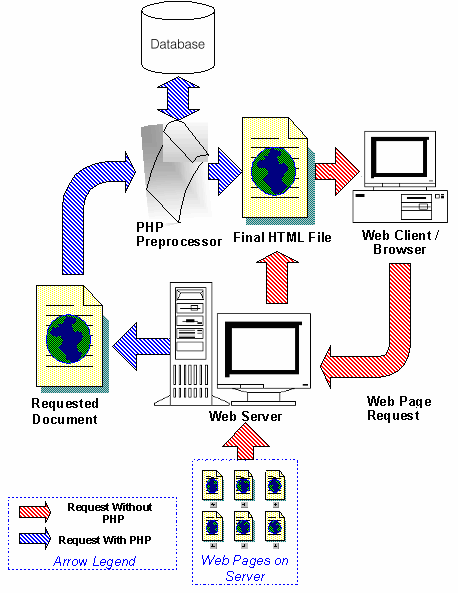 Database
PHP
Preprocessor
Final HTML File
Web Client /
Browser
Requested
Document
Web Server
Web Page
Request
Request Without
PHP
Request With PHP
Arrow Legend
Web Pages on
Server